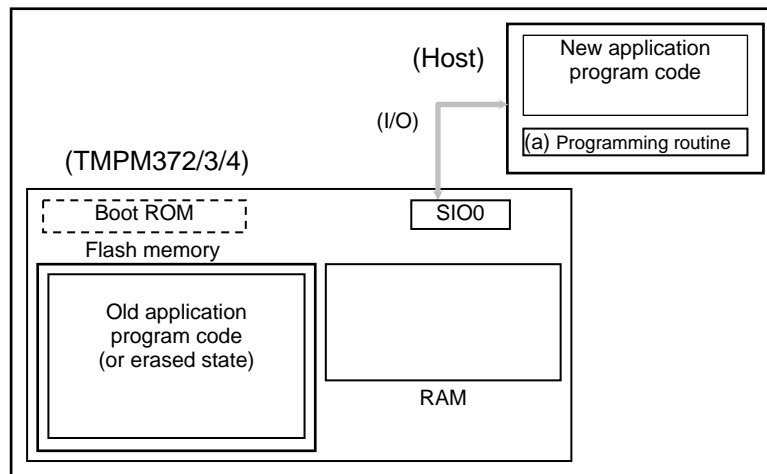 (Host)
New application
program code
(I/O)
(a) Programming routine
(TMPM372/3/4)
Boot ROM
SIO0
Flash memory
Old application
program code
(or erased state)
RAM